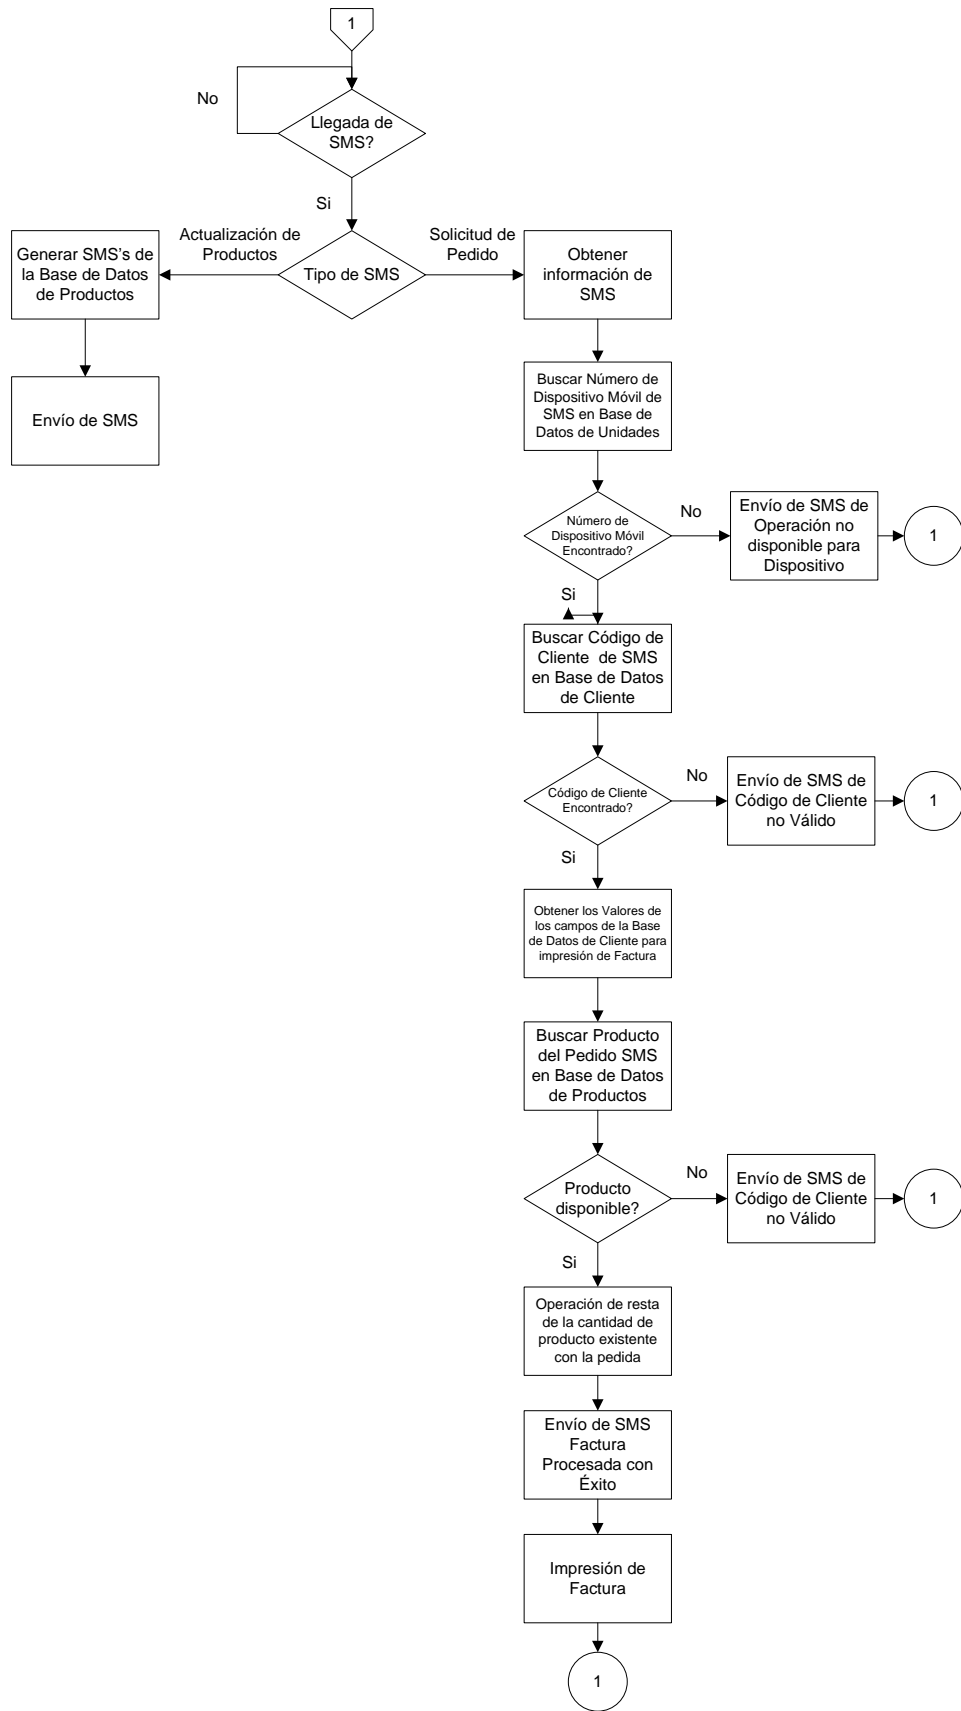 1
No
Llegada de
SMS?
Si
Actualización de
Productos
Solicitud de
Pedido
Generar SMS's de
la Base de Datos
de Productos
Tipo de SMS
Obtener
información de
SMS
Envío de SMS
Buscar Número de
Dispositivo Móvil de
SMS en Base de
Datos de Unidades
Número de
Dispositivo Móvil
Encontrado?
No
Envío de SMS de
Operación no
disponible para
Dispositivo
1
Si
Buscar Código de
Cliente de SMS
en Base de Datos
de Cliente
Código de Cliente
Encontrado?
No
Envío de SMS de
Código de Cliente
no Válido
1
Si
Obtener los Valores de
los campos de la Base
de Datos de Cliente para
impresión de Factura
Buscar Producto
del Pedido SMS
en Base de Datos
de Productos
Producto
disponible?
No
Envío de SMS de
Código de Cliente
no Válido
1
Si
Operación de resta
de la cantidad de
producto existente
con la pedida
Envío de SMS
Factura
Procesada con
Éxito
Impresión de
Factura
1